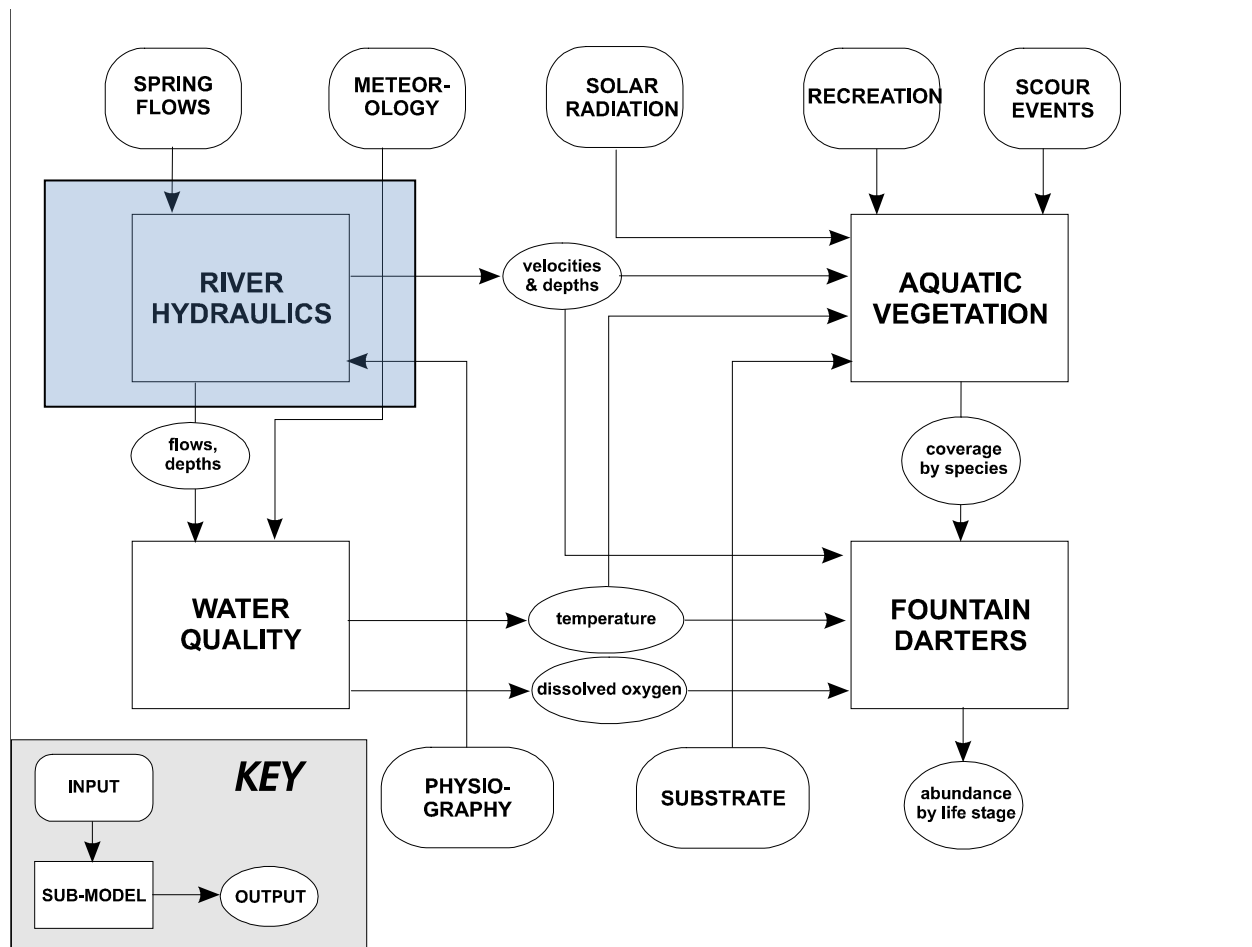 SPRING
FLOWS
METEOR-
OLOGY
SOLAR
RADIATION
RECREATION
SCOUR
EVENTS
RIVER
HYDRAULICS
velocities
& depths
AQUATIC
VEGETATION
flows,
depths
coverage
by species
WATER
QUALITY
temperature
dissolved oxygen
FOUNTAIN
DARTERS
PHYSIO-
GRAPHY
SUBSTRATE
abundance
by life stage
KEY
INPUT
SUB-MODEL
OUTPUT